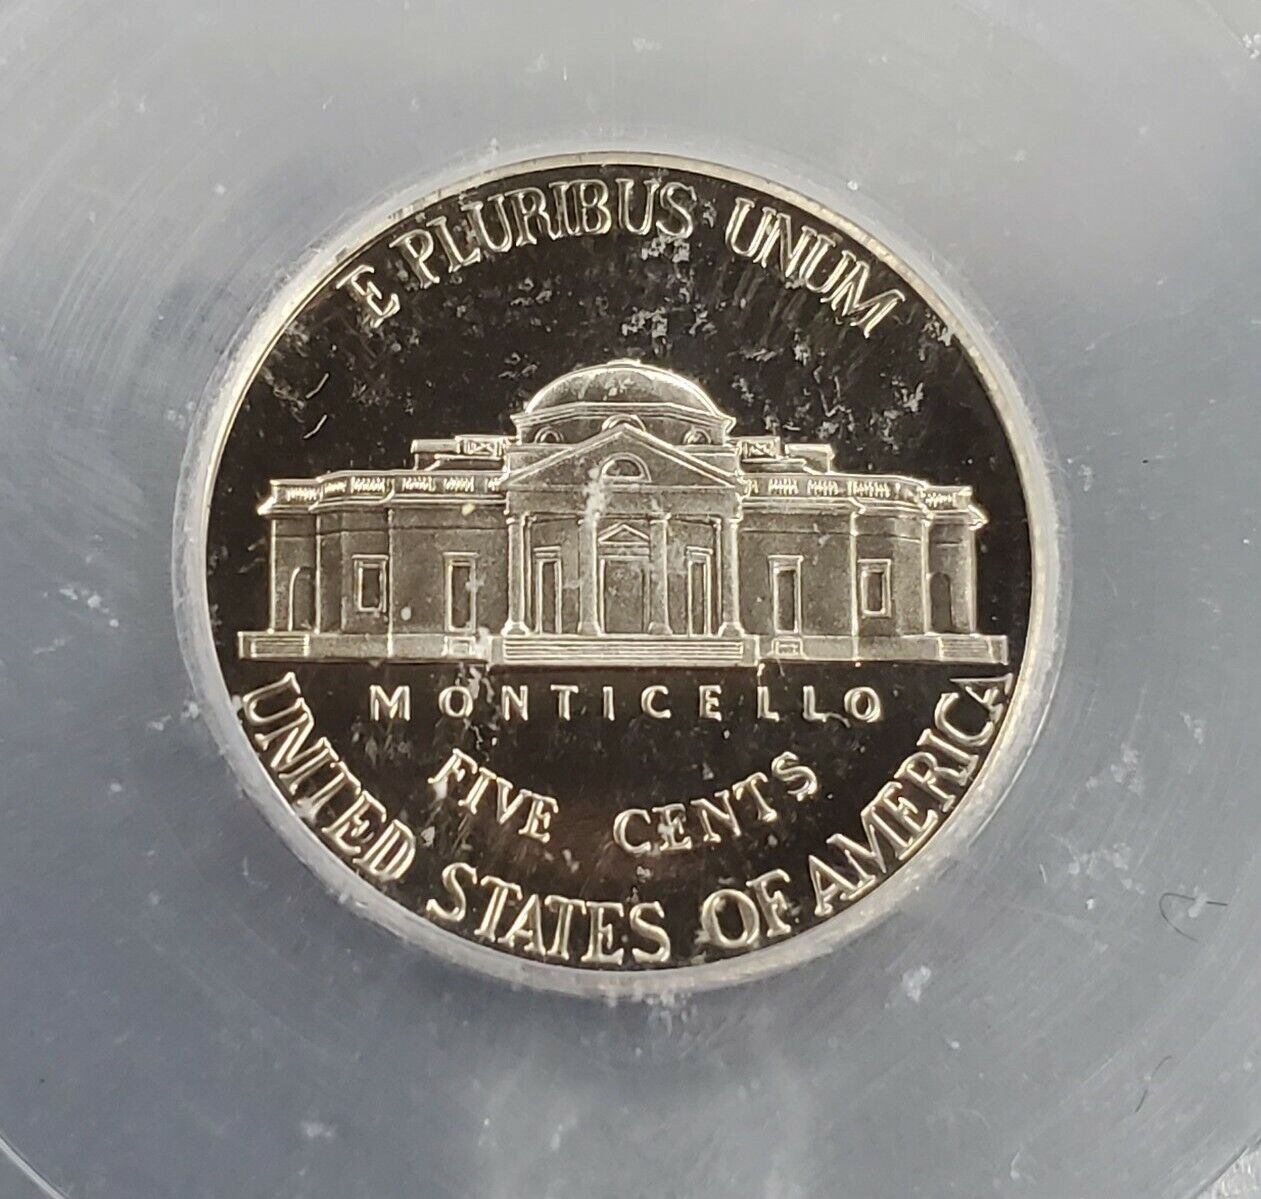 E PLURIBUS UNUM
MONTICELLO
FIVE CENTS
UNITED STATES OF AMERICA